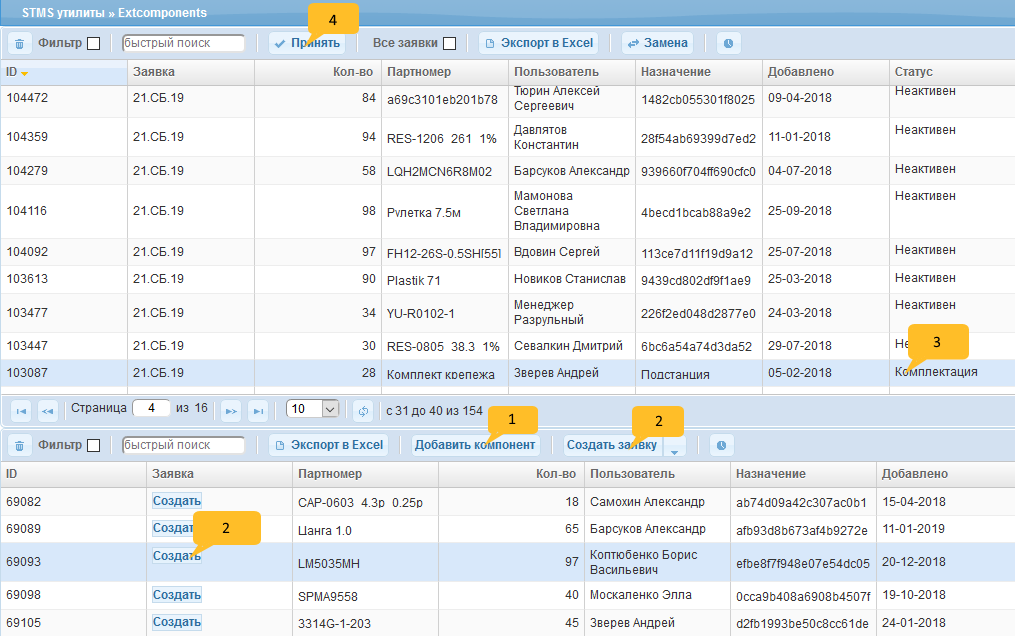 STMS утилиты » Extcomponents
4
Фильтр быстрый поиск Принять Все заявки Экспорт в Excel Замена
ID Заявка Кол-во Партномер Пользователь Назначение Добавлено Статус
104472 21.СБ.19 84 a69c3101eb201b78 Тюрин Алексей Сергеевич 1482cb055301f8025 09-04-2018 Неактивен
104359 21.СБ.19 94 RES-1206 261 1% Давлятов Константин 28f54ab69399d7ed2 11-01-2018 Неактивен
104279 21.СБ.19 58 LQH2MCN6R8M02 Барсуков Александр 939660f704ff690cfc0 04-07-2018 Неактивен
104116 21.СБ.19 98 Рулетка 7.5м Мамонова Светлана Владимировна 4becd1bcab88a9e2 25-09-2018 Неактивен
104092 21.СБ.19 97 FH12-26S-0.5SH[55] Вдовин Сергей 113ce7d11f19d9a12 25-07-2018 Неактивен
103613 21.СБ.19 90 Plastik 71 Новиков Станислав 9439cd802df9f1ae9 25-03-2018 Неактивен
103477 21.СБ.19 34 YU-R0102-1 Менеджер Разрульный 226f2ed048d2877e0 24-03-2018 Неактивен
103447 21.СБ.19 30 RES-0805 38.3 1% Севалкин Дмитрий 6bc6a54a74d3da52 29-07-2018
3
103087 21.СБ.19 28 Комплект крепежа Зверев Андрей Подстанция 05-02-2018 Комплектация
Страница 4 из 16 10 с 31 до 40 из 154
1
2
Фильтр быстрый поиск Экспорт в Excel Добавить компонент Создать заявку
ID Заявка Партномер Кол-во Пользователь Назначение Добавлено
69082 Создать CAP-0603 4.3p 0.25p 18 Самохин Александр ab74d09a42c307ac0b1 15-04-2018
69089 Создать Цанга 1.0 65 Барсуков Александр afb93d8b673af4b9272e 11-01-2019
2
69093 Создать LM5035MH 97 Коптюбенко Борис Васильевич efbe8f7f948e07e54dc05 20-12-2018
69098 Создать SPMA9558 40 Москаленко Элла 0cca9b408a6908b4507f 19-10-2018
69105 Создать 3314G-1-203 45 Зверев Андрей d2fb1993be50c8cc61de 24-01-2018